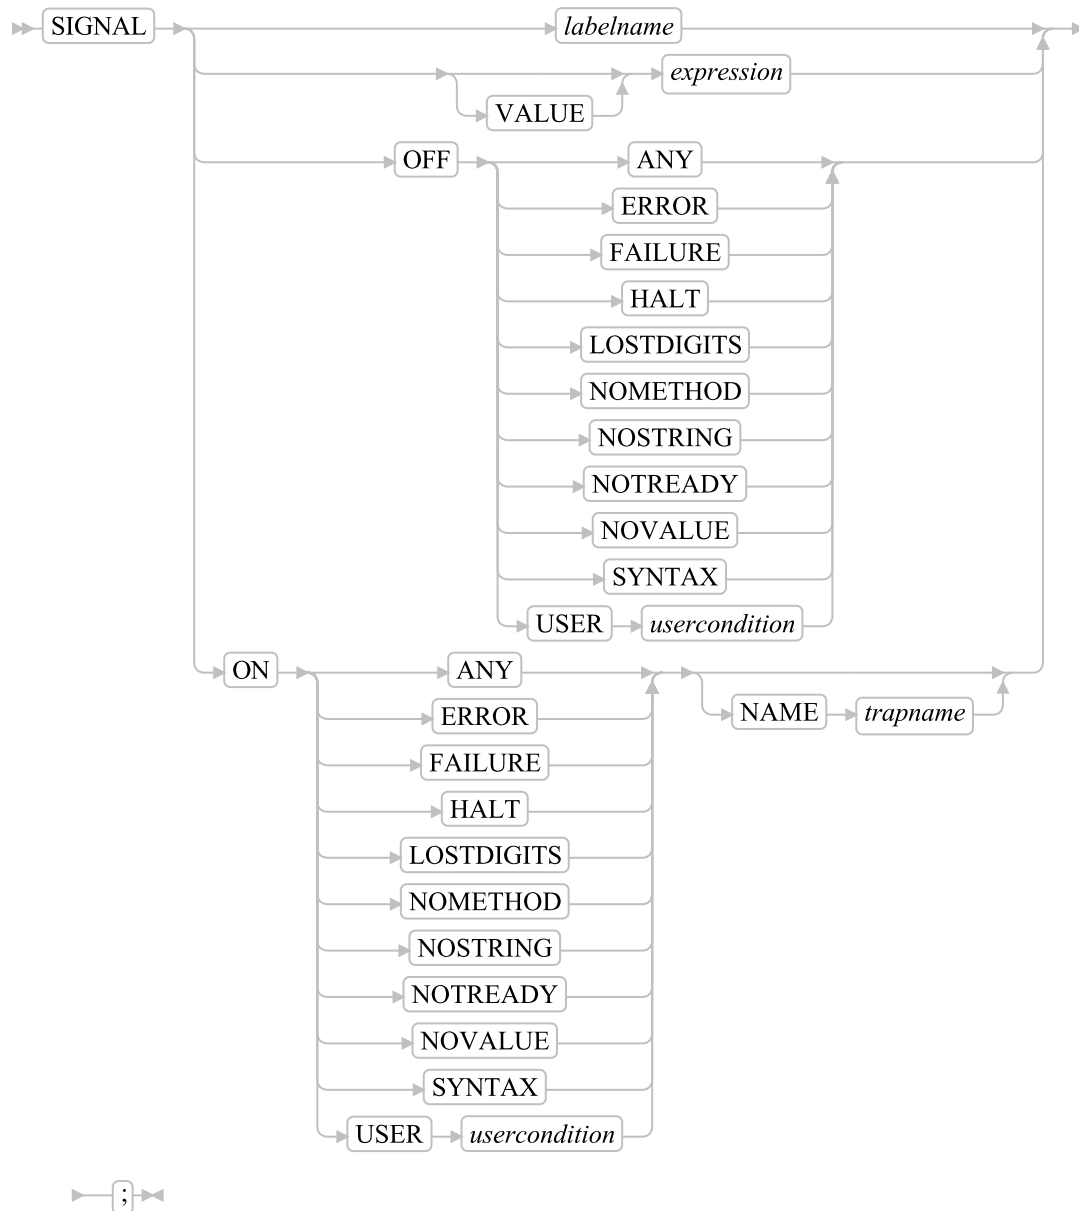 SIGNAL labelname
expression
VALUE
OFF ANY
ERROR
FAILURE
HALT
LOSTDIGITS
NOMETHOD
NOSTRING
NOTREADY
NOVALUE
SYNTAX
USER usercondition
ON ANY
ERROR NAME trapname
FAILURE
HALT
LOSTDIGITS
NOMETHOD
NOSTRING
NOTREADY
NOVALUE
SYNTAX
USER usercondition
;